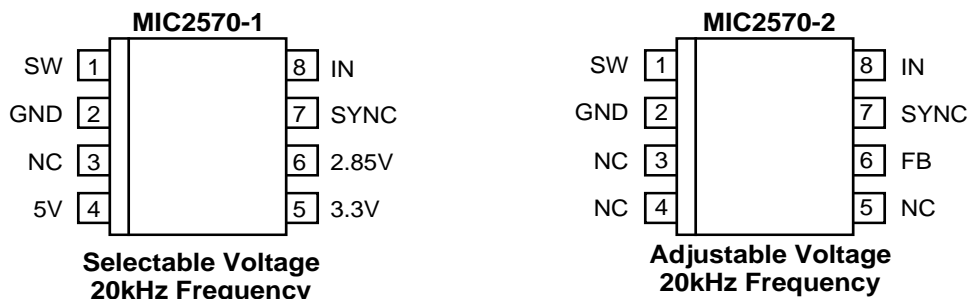 MIC2570-1
SW 1 8 IN
GND 2 7 SYNC
NC 3 6 2.85V
5V 4 5 3.3V
Selectable Voltage
20kHz Frequency
MIC2570-2
SW 1 8 IN
GND 2 7 SYNC
NC 3 6 FB
NC 4 5 NC
Adjustable Voltage
20kHz Frequency